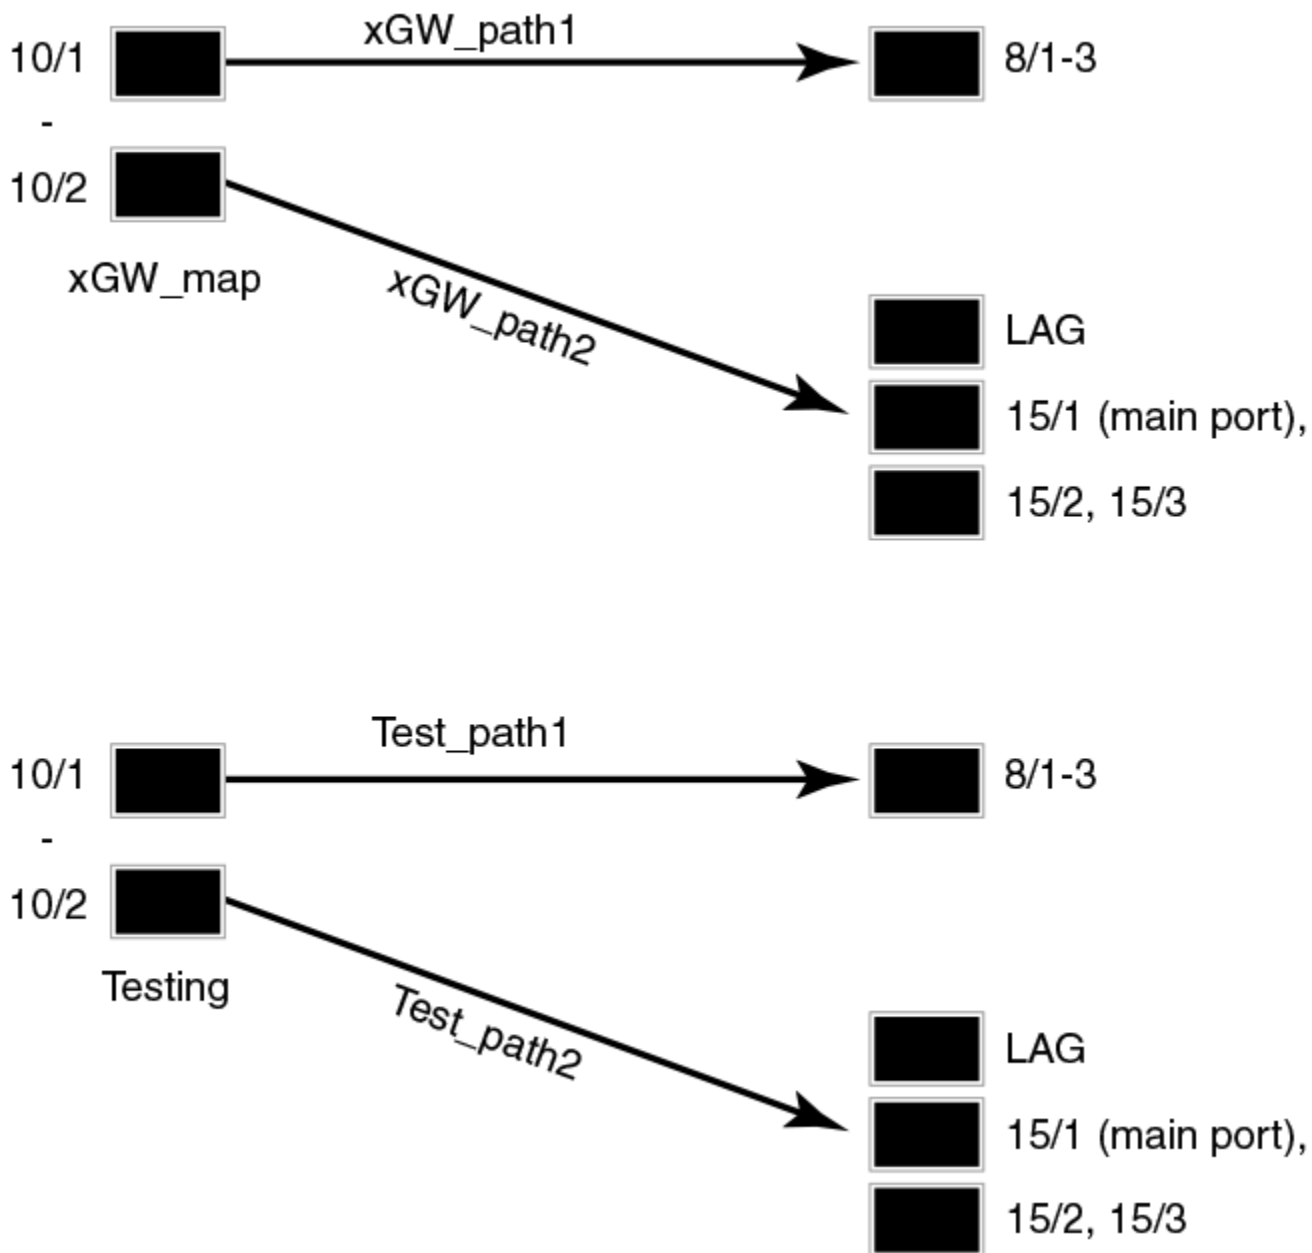 xGW_path1
10/1
8/1-3
-
10/2
xGW_map
xGW_path2
LAG
15/1 (main port),
15/2, 15/3
Test_path1
10/1
8/1-3
-
10/2
Testing
Test_path2
LAG
15/1 (main port),
15/2, 15/3